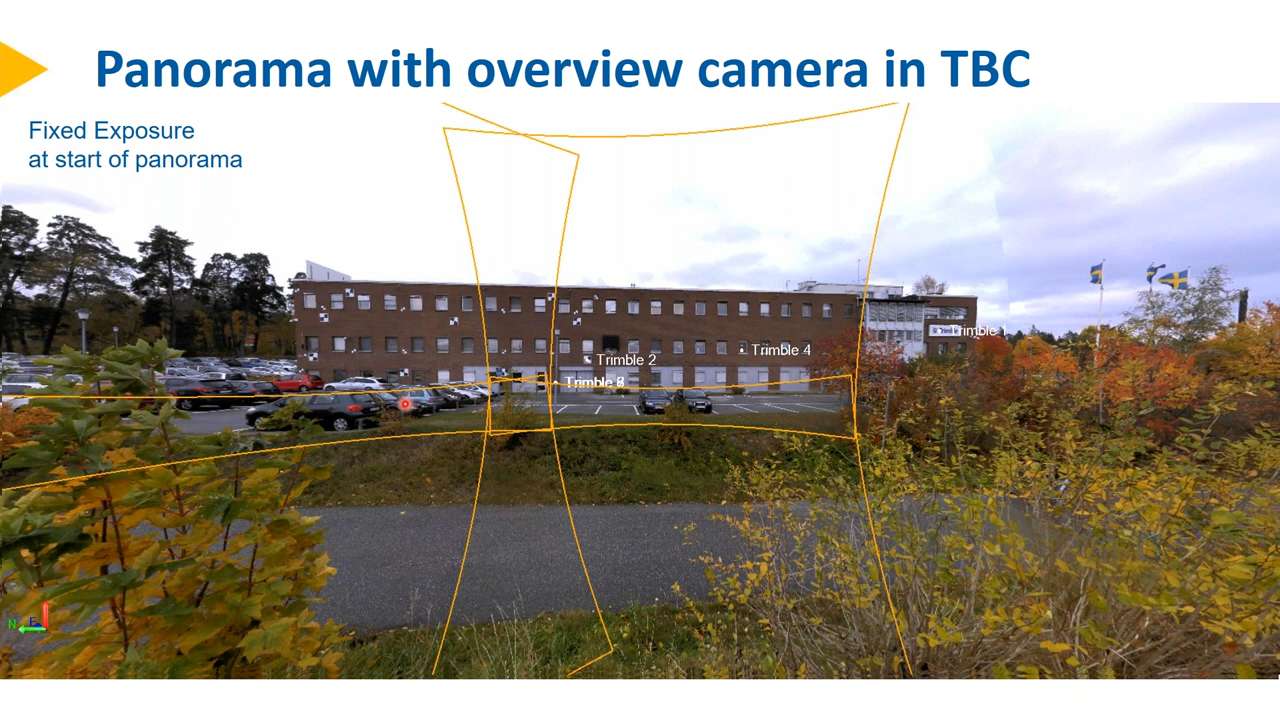 Panorama with overview camera in TBC
Fixed Exposure
at start of panorama
Trimble 1
Trimble 4
Trimble 2
Trimble
N
E